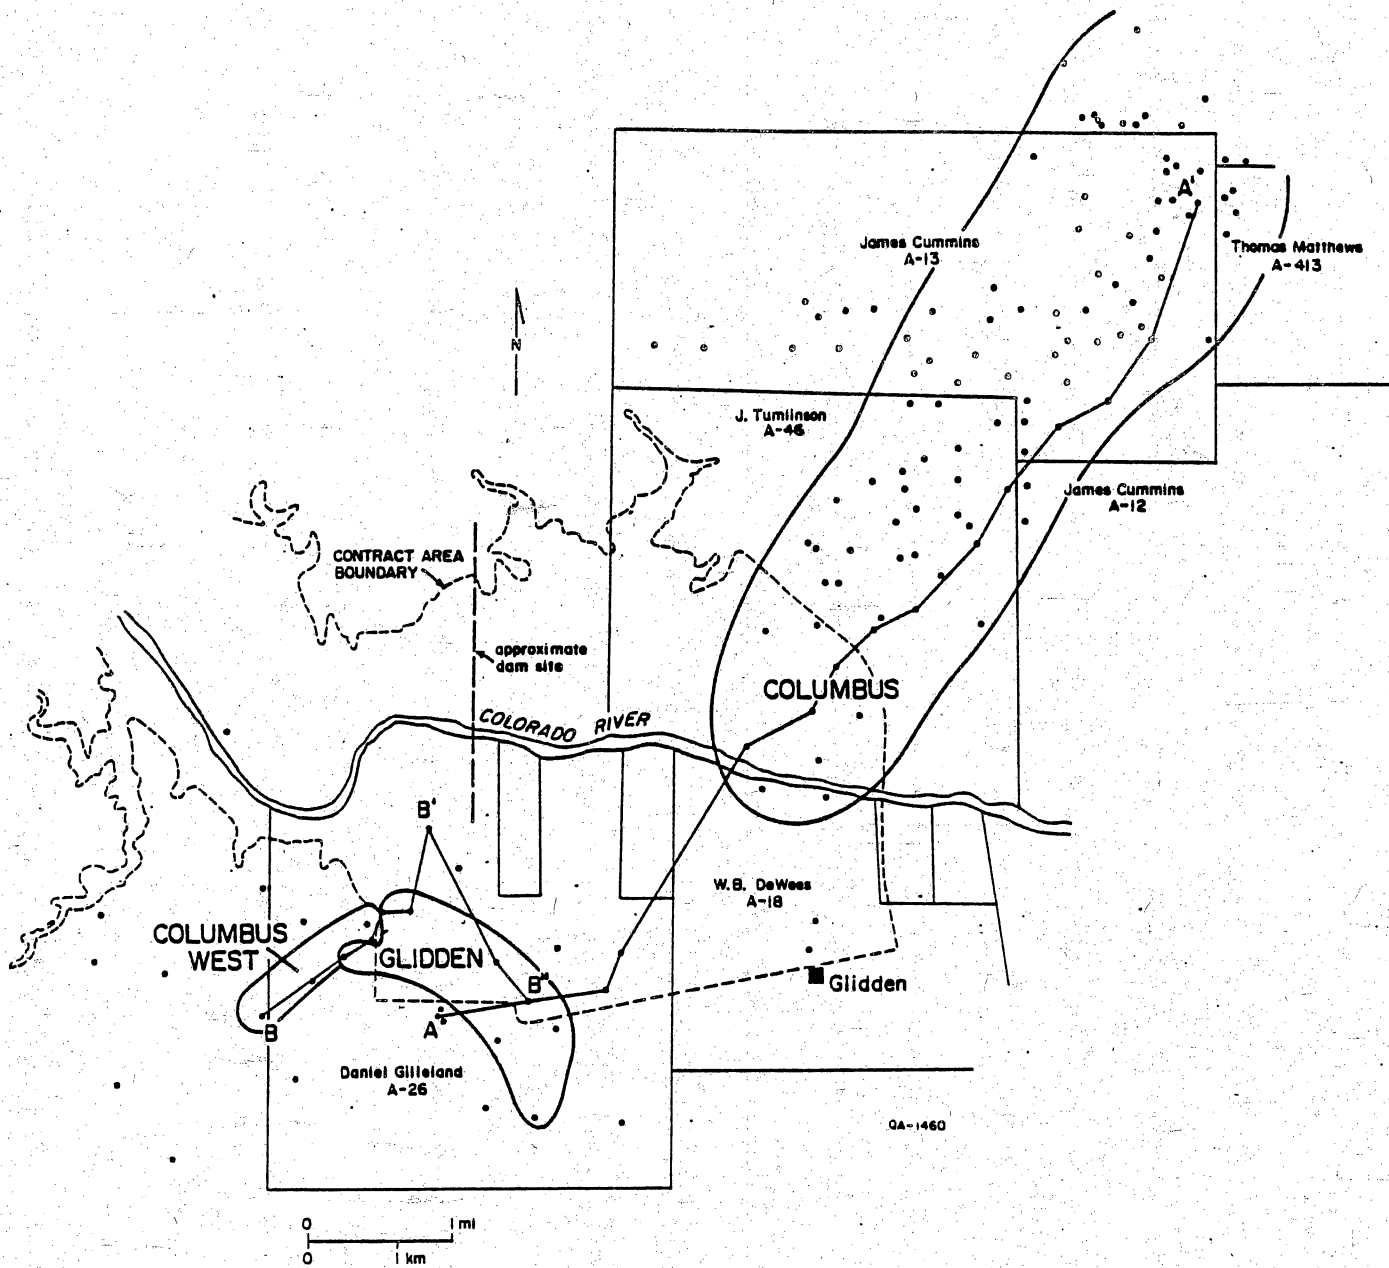 James Cummins
A-13
A'
Thomas Matthews
A-413
N
J. Tumlinson
A-46
James Cummins
A-12
CONTRACT AREA
BOUNDARY
approximate
dam site
COLUMBUS
COLORADO RIVER
B'
W.B. DeWees
A-18
COLUMBUS
WEST
GLIDDEN
B"
Glidden
B
A
Daniel Gilleland
A-26
QA-1460
0 1 mi
0 1 km